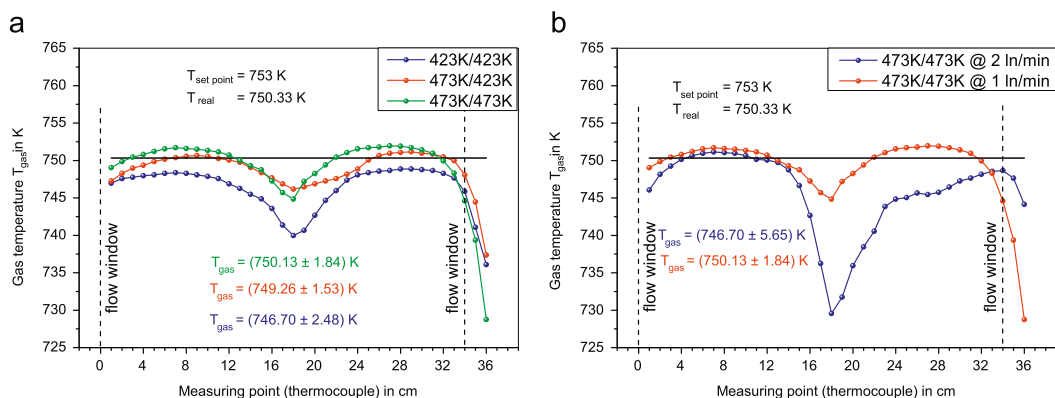 a
765
760
755
750
745
740
735
730
725
0 4 8 12 16 20 24 28 32 36
Gas temperature T_gas in K
Measuring point (thermocouple) in cm
T_set point = 753 K
T_real = 750.33 K
423K/423K
473K/423K
473K/473K
flow window
flow window
T_gas = (750.13 ± 1.84) K
T_gas = (749.26 ± 1.53) K
T_gas = (746.70 ± 2.48) K
b
765
760
755
750
745
740
735
730
725
0 4 8 12 16 20 24 28 32 36
Gas temperature T_gas in K
Measuring point (thermocouple) in cm
T_set point = 753 K
T_real = 750.33 K
473K/473K @ 2 ln/min
473K/473K @ 1 ln/min
flow window
flow window
T_gas = (746.70 ± 5.65) K
T_gas = (750.13 ± 1.84) K